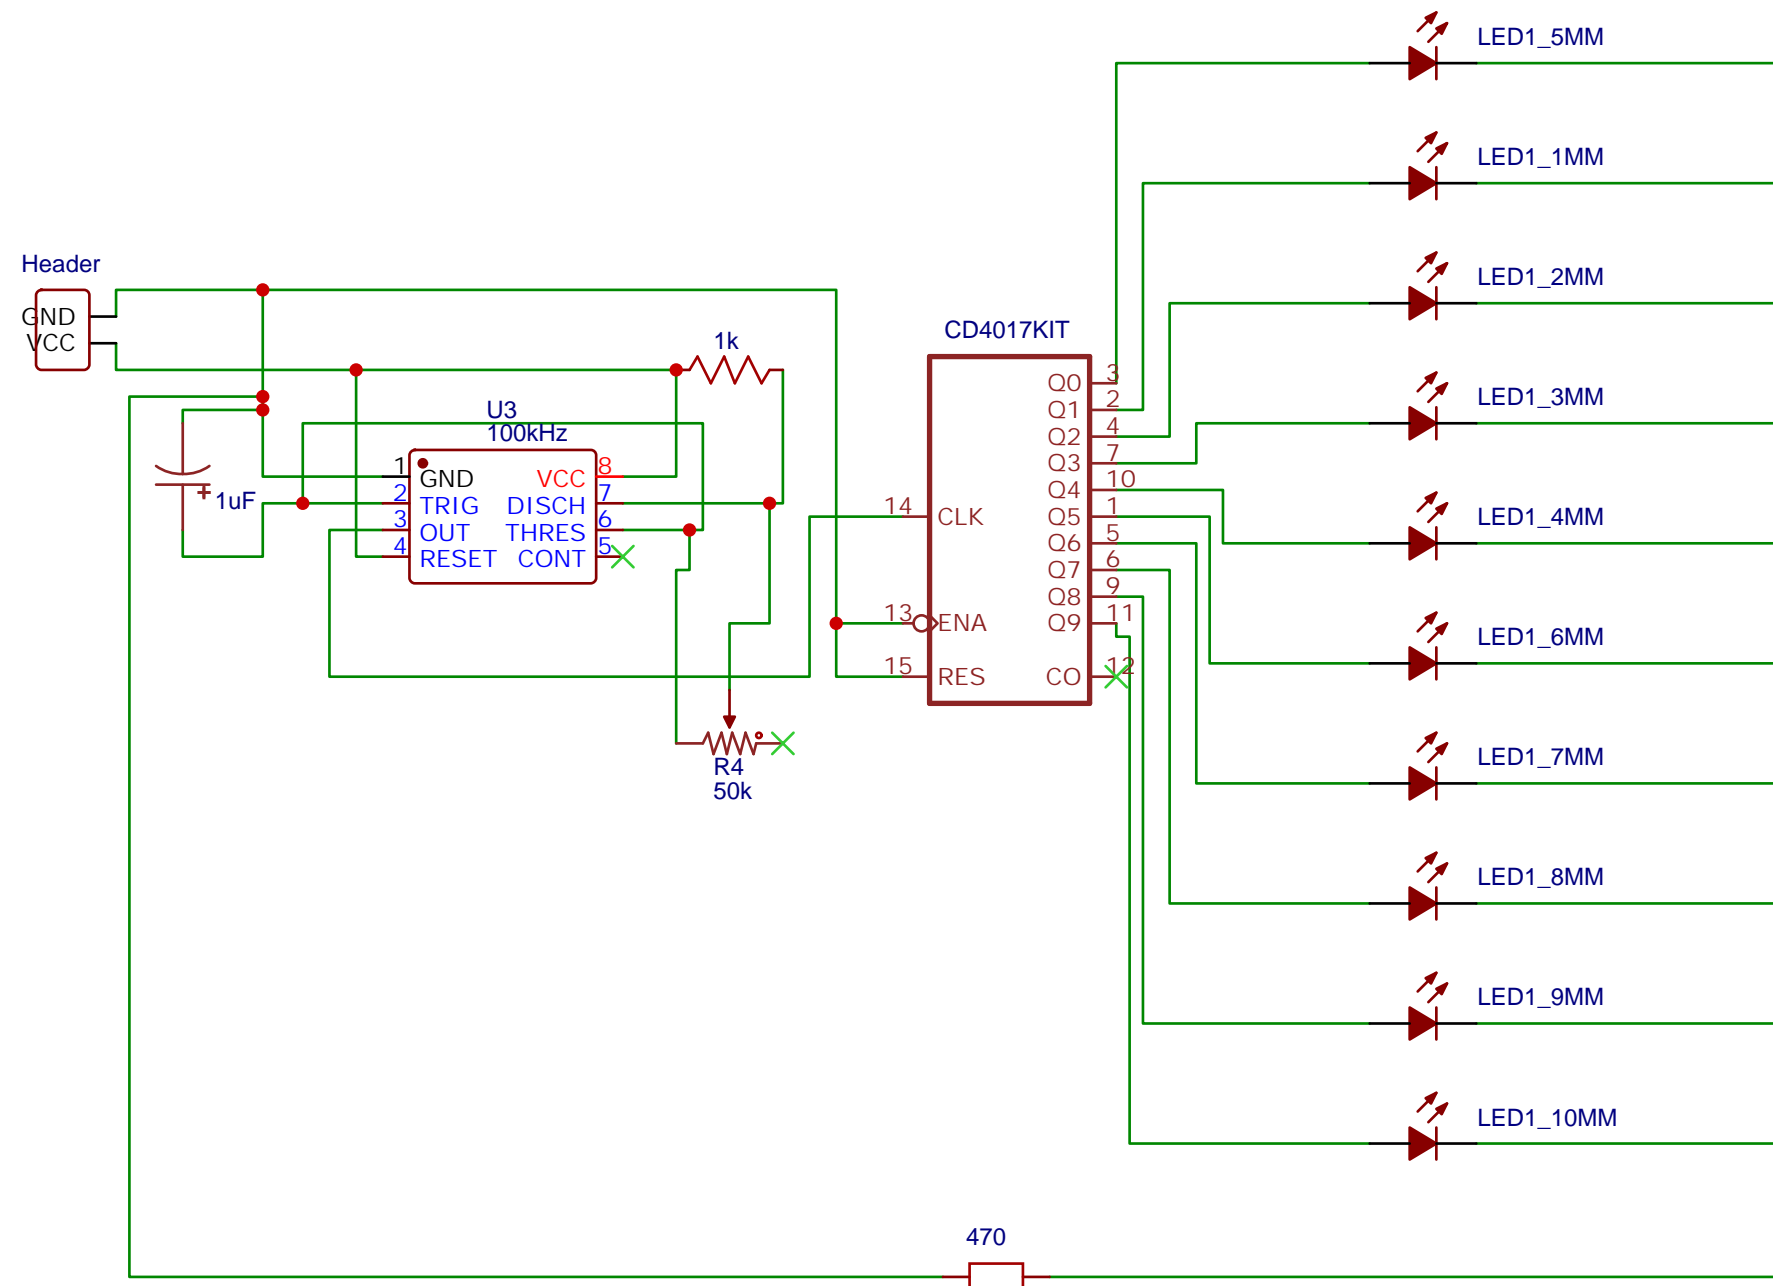 LED1_5MM
LED1_1MM
Header
GND
VCC
LED1_2MM
CD4017KIT
1k
LED1_3MM
U3
100kHz
1 GND VCC 8
2 TRIG DISCH 7
3 OUT THRES 6
4 RESET CONT 5
+ 1uF
Q0 3
Q1 2
Q2 4
Q3 7
Q4 10
14 CLK Q5 1
Q6 5
Q7 6
Q8 9
13 ENA Q9 11
15 RES CO 12
LED1_4MM
LED1_6MM
R4
50k
LED1_7MM
LED1_8MM
LED1_9MM
LED1_10MM
470